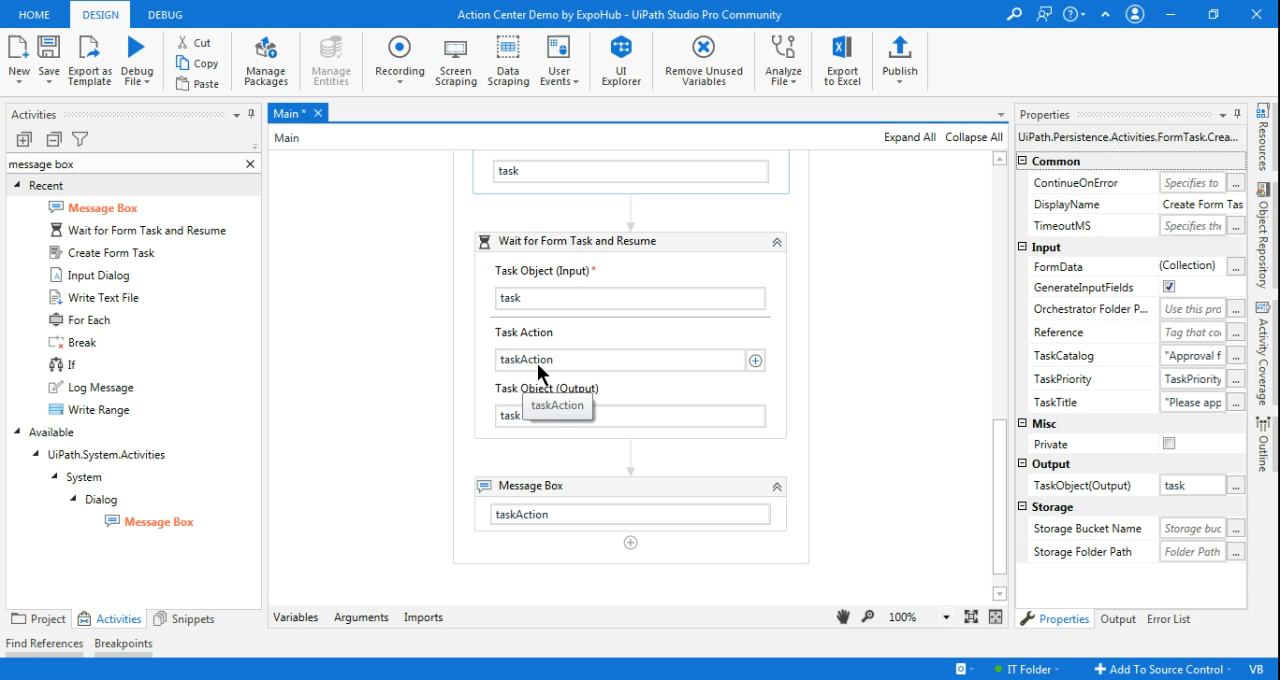 HOME DESIGN DEBUG Action Center Demo by ExpoHub - UiPath Studio Pro Community
New Save Export as Template Debug File Cut Copy Paste Manage Packages Manage Entities Recording Screen Scraping Data Scraping User Events UI Explorer Remove Unused Variables Analyze File Export to Excel Publish
Activities
message box
Recent
Message Box
Wait for Form Task and Resume
Create Form Task
Input Dialog
Write Text File
For Each
Break
If
Log Message
Write Range
Available
UiPath.System.Activities
System
Dialog
Message Box
Project Activities Snippets
Find References Breakpoints
Main *
Main Expand All Collapse All
task
Wait for Form Task and Resume
Task Object (Input) *
task
Task Action
taskAction
Task Object (Output)
taskAction
task
Message Box
taskAction
Variables Arguments Imports 100%
Properties
UiPath.Persistence.Activities.FormTask.Crea...
Common
ContinueOnError Specifies to ...
DisplayName Create Form Tas
TimeoutMS Specifies the ...
Input
FormData (Collection) ...
GenerateInputFields
Orchestrator Folder P... Use this pro ...
Reference Tag that co ...
TaskCatalog "Approval f ...
TaskPriority TaskPriority ...
TaskTitle "Please app ...
Misc
Private
Output
TaskObject(Output) task ...
Storage
Storage Bucket Name Storage buc ...
Storage Folder Path Folder Path ...
Properties Output Error List
Resources
Object Repository
Activity Coverage
Outline
IT Folder Add To Source Control VB